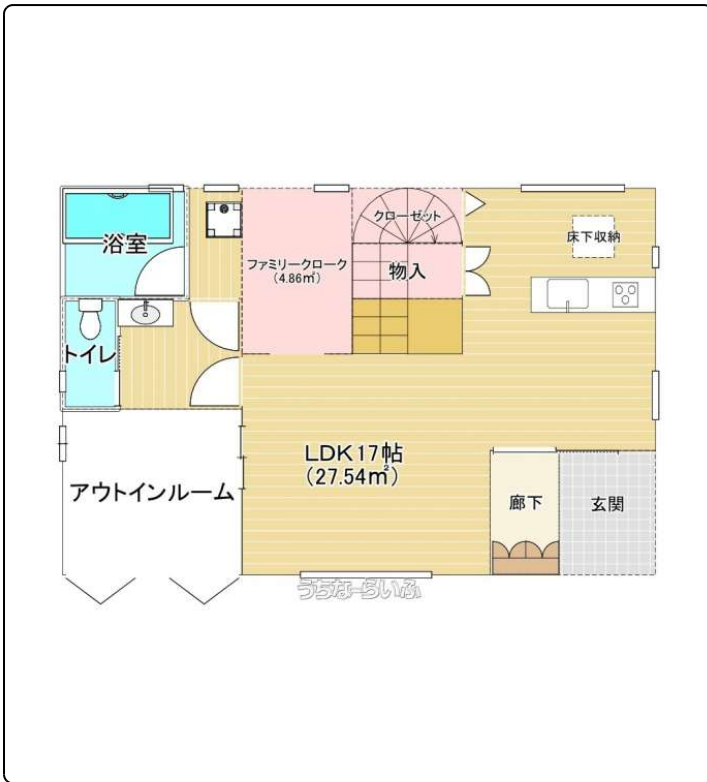 クローゼット
浴室
床下収納
ファミリークローク
(4.86㎡)
物入
トイレ
LDK17帖
(27.54㎡)
アウトインルーム
廊下
玄関
うちなーらいふ